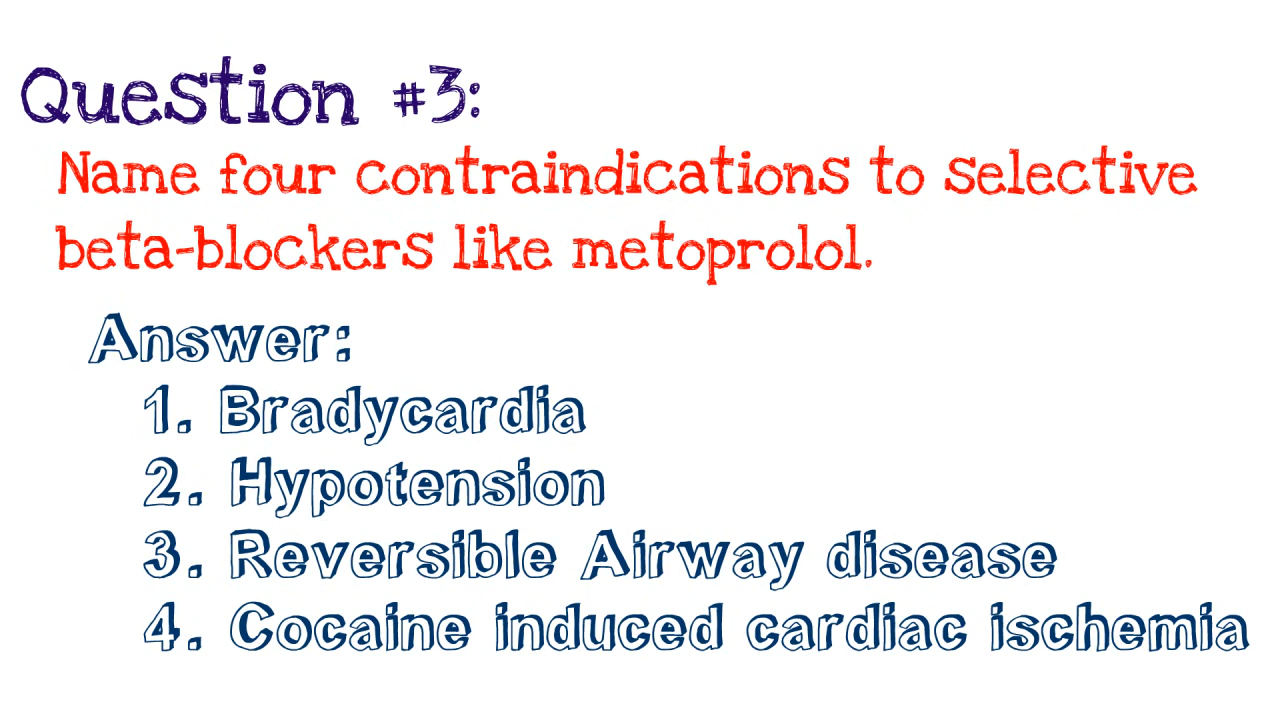 Question #3:
Name four contraindications to selective
beta-blockers like metoprolol.
Answer:
1. Bradycardia
2. Hypotension
3. Reversible Airway disease
4. Cocaine induced cardiac ischemia